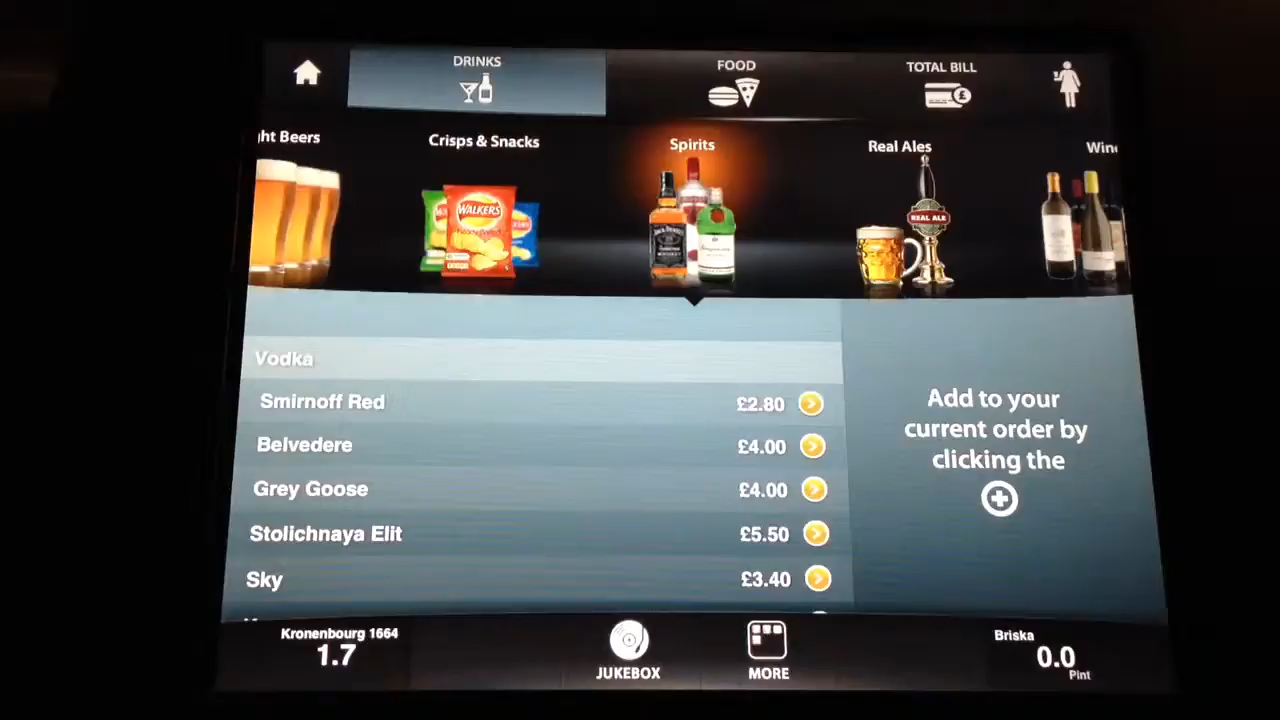 DRINKS
FOOD
TOTAL BILL
ht Beers
Crisps & Snacks
Spirits
Real Ales
Wine
WALKERS
REAL ALE
Vodka
Smirnoff Red £2.80
Belvedere £4.00
Grey Goose £4.00
Stolichnaya Elit £5.50
Sky £3.40
Add to your
current order by
clicking the
Kronenbourg 1664
1.7
JUKEBOX
MORE
Briska
0.0
Pint